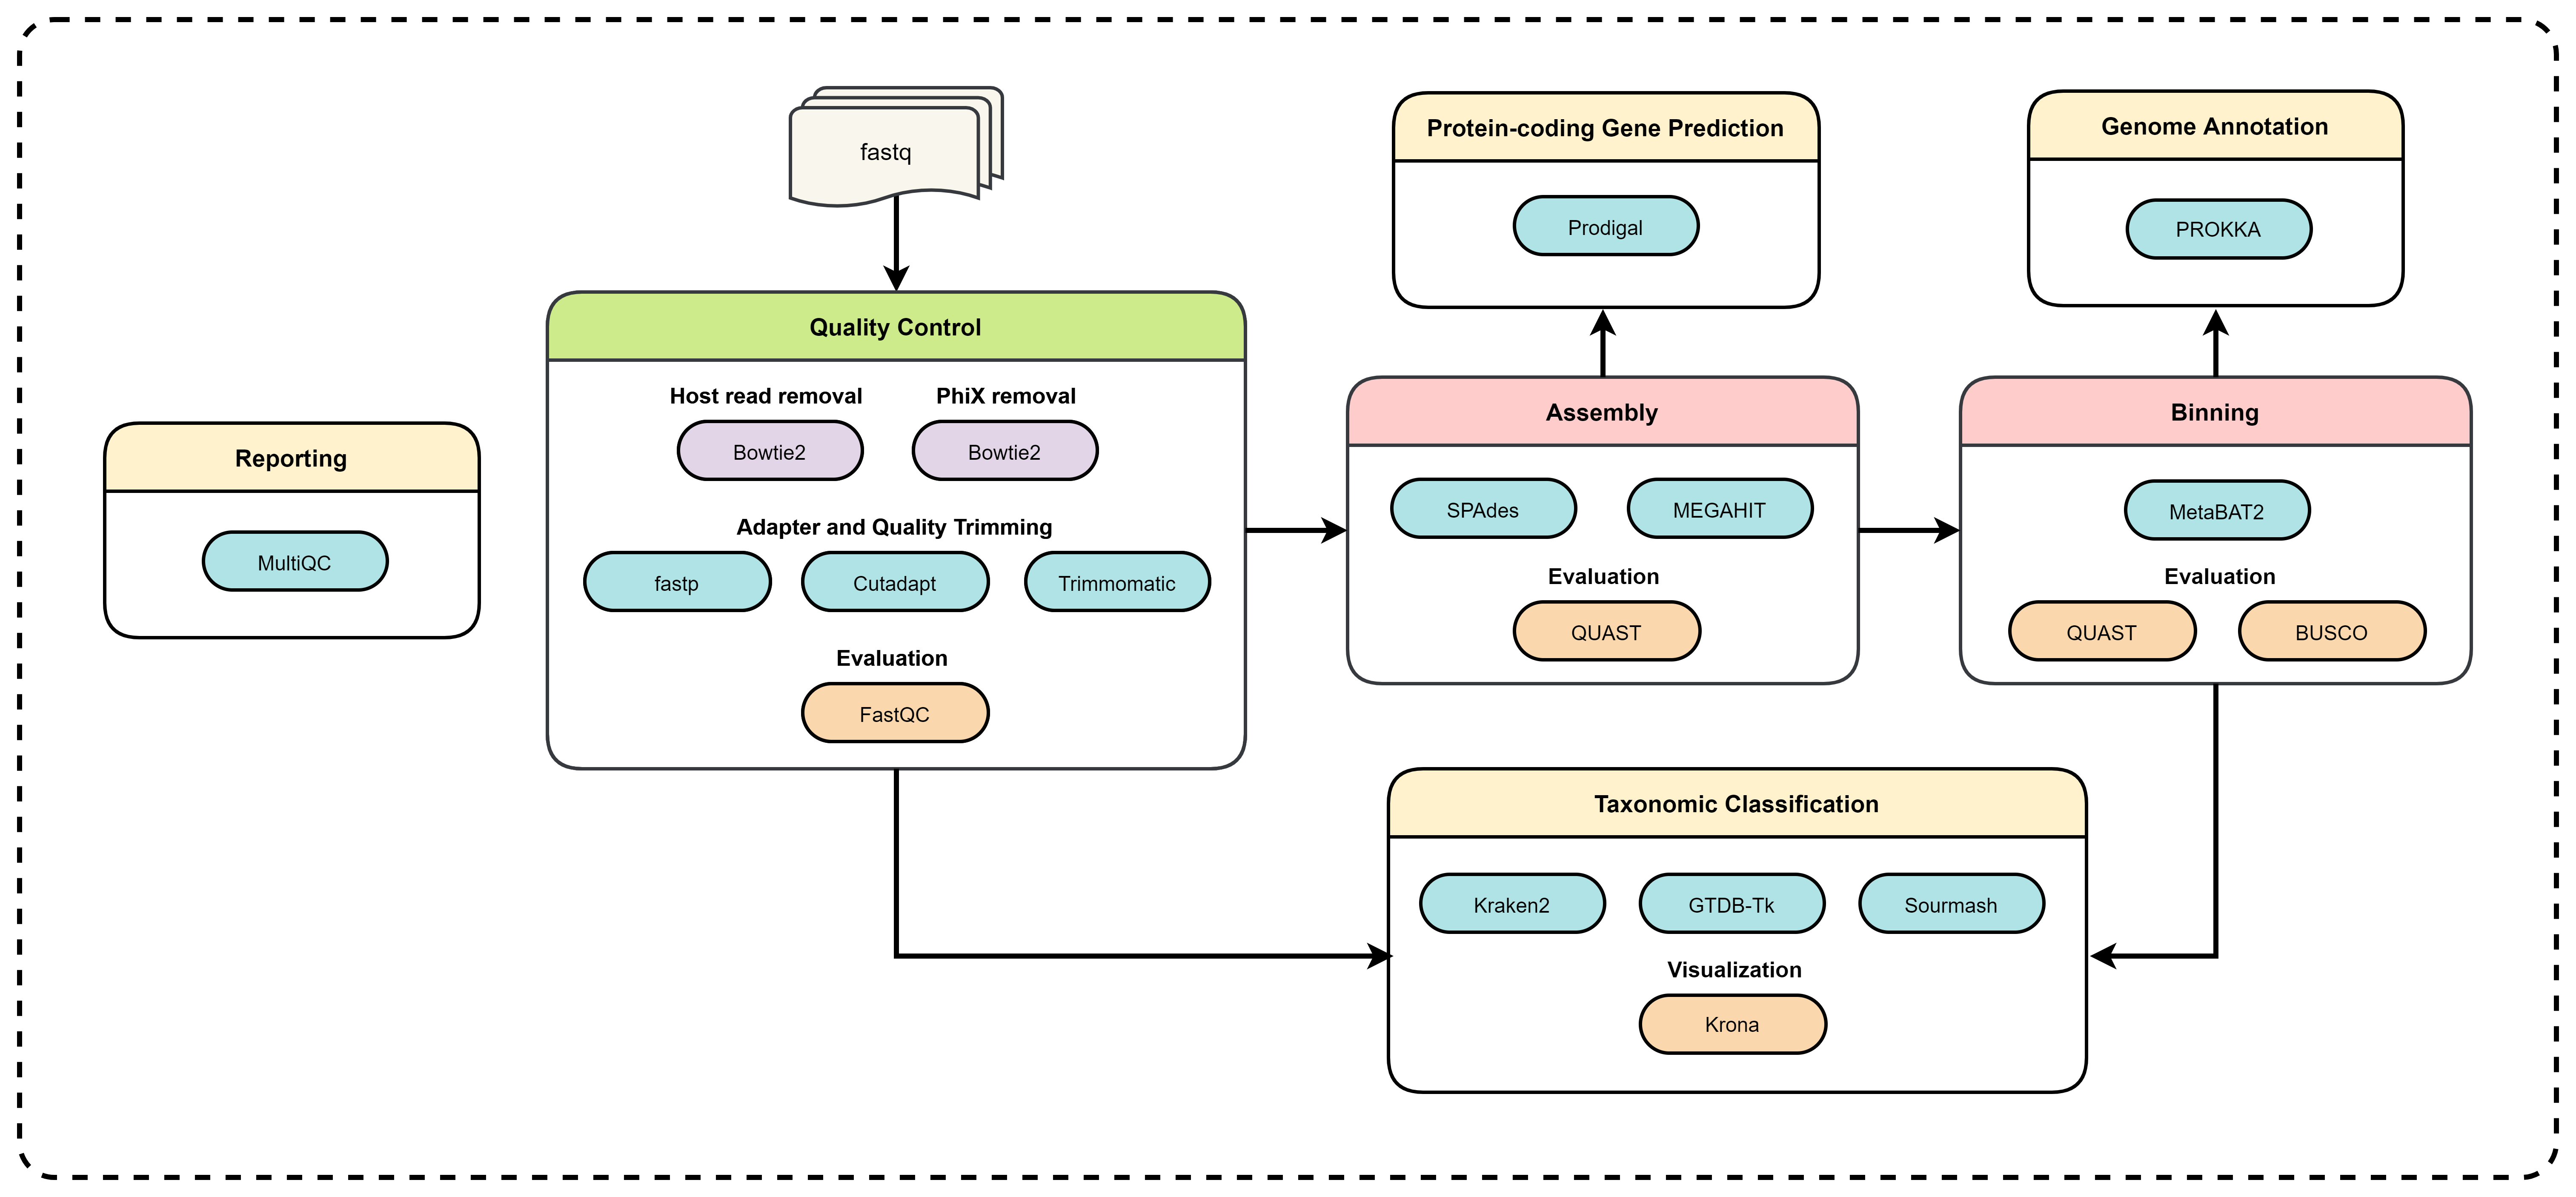 fastq
Quality Control
Host read removal
PhiX removal
Bowtie2
Bowtie2
Adapter and Quality Trimming
fastp
Cutadapt
Trimmomatic
Evaluation
FastQC
Reporting
MultiQC
Protein-coding Gene Prediction
Prodigal
Genome Annotation
PROKKA
Assembly
SPAdes
MEGAHIT
Evaluation
QUAST
Binning
MetaBAT2
Evaluation
QUAST
BUSCO
Taxonomic Classification
Kraken2
GTDB-Tk
Sourmash
Visualization
Krona